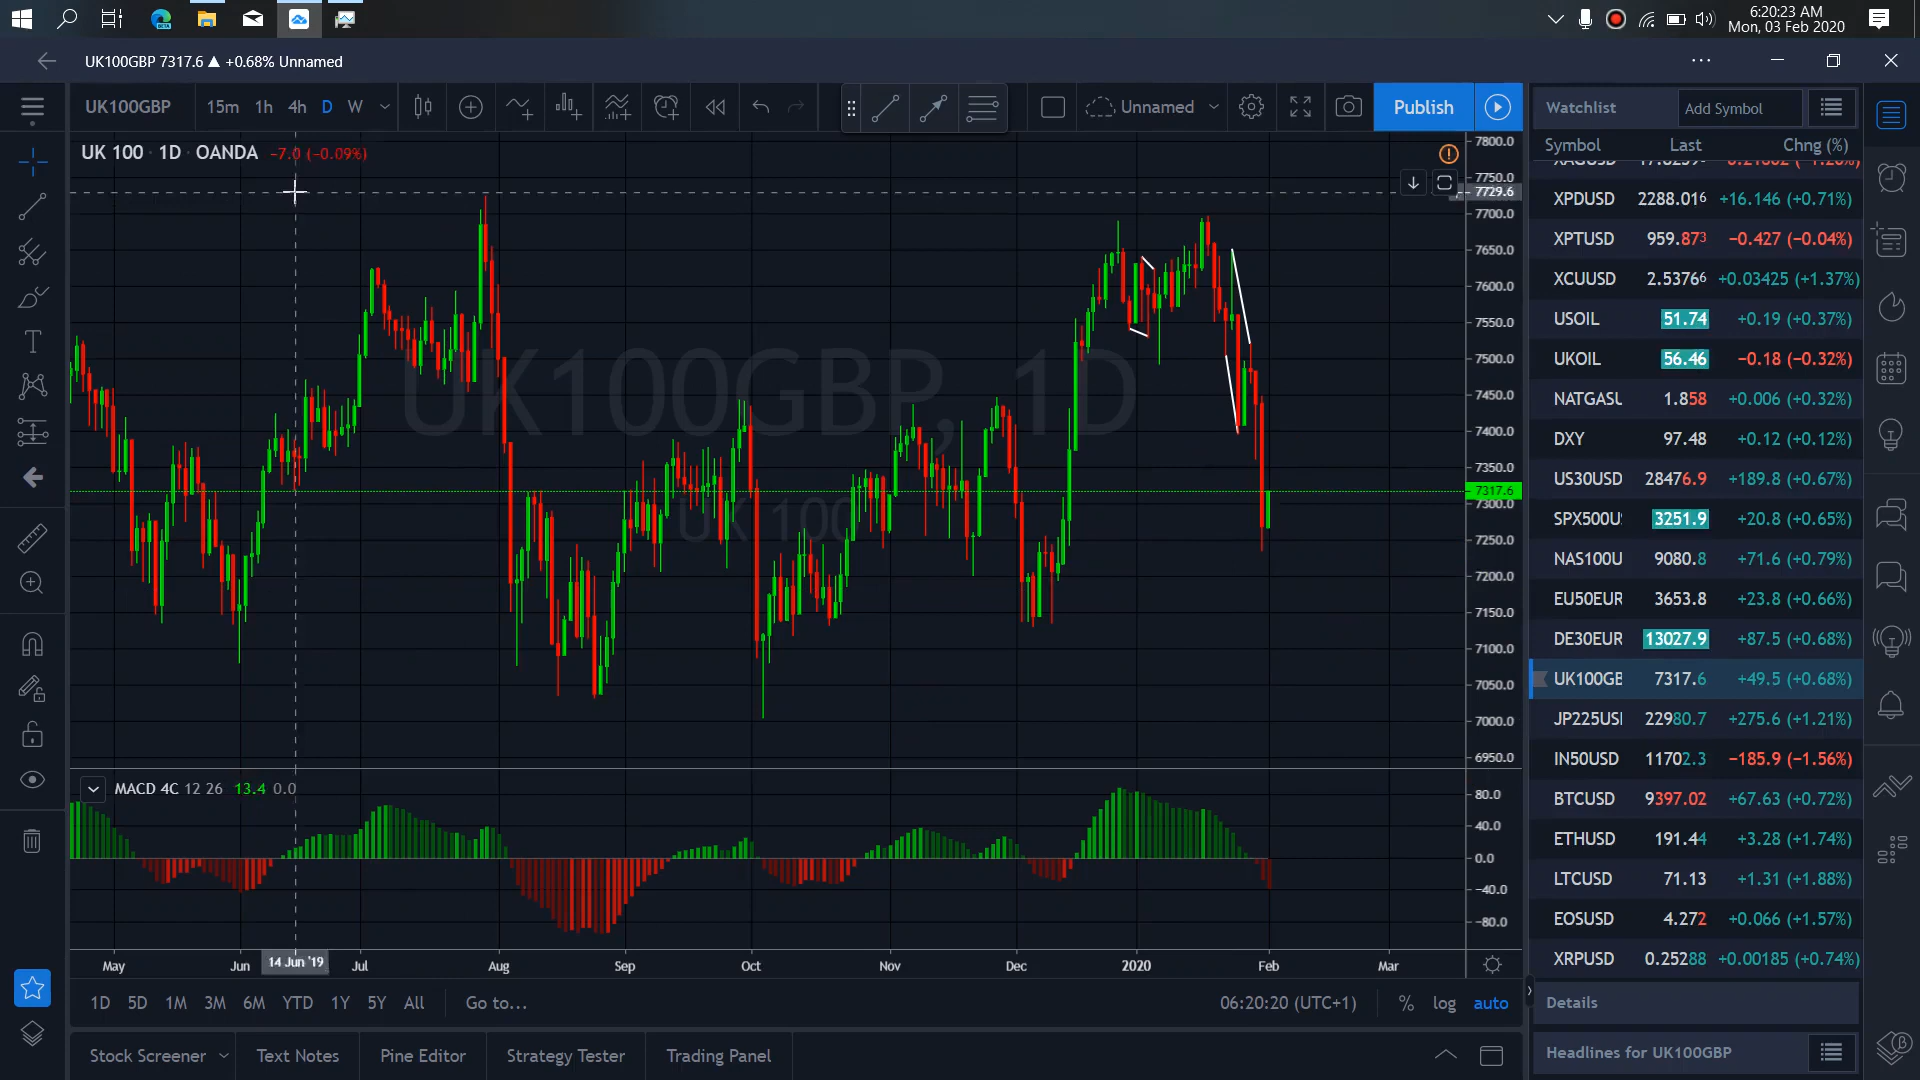 6:20:23 AM
Mon, 03 Feb 2020
UK100GBP 7317.6 ▲ +0.68% Unnamed
UK100GBP 15m 1h 4h D W Unnamed Publish
Watchlist Add Symbol
Symbol Last Chng (%)
UK 100 · 1D · OANDA −7.0 (−0.09%)
UK100GBP, 1D
UK 100
7800.0
7750.0
7729.6
7700.0
7650.0
7600.0
7550.0
7500.0
7450.0
7400.0
7350.0
7317.6
7300.0
7250.0
7200.0
7150.0
7100.0
7050.0
7000.0
6950.0
XPDUSD 2288.016 +16.146 (+0.71%)
XPTUSD 959.873 −0.427 (−0.04%)
XCUUSD 2.53766 +0.03425 (+1.37%)
USOIL 51.74 +0.19 (+0.37%)
UKOIL 56.46 −0.18 (−0.32%)
NATGASU 1.858 +0.006 (+0.32%)
DXY 97.48 +0.12 (+0.12%)
US30USD 28476.9 +189.8 (+0.67%)
SPX500U 3251.9 +20.8 (+0.65%)
NAS100U 9080.8 +71.6 (+0.79%)
EU50EUR 3653.8 +23.8 (+0.66%)
DE30EUR 13027.9 +87.5 (+0.68%)
UK100GB 7317.6 +49.5 (+0.68%)
JP225USI 22980.7 +275.6 (+1.21%)
IN50USD 11702.3 −185.9 (−1.56%)
BTCUSD 9397.02 +67.63 (+0.72%)
ETHUSD 191.44 +3.28 (+1.74%)
LTCUSD 71.13 +1.31 (+1.88%)
EOSUSD 4.272 +0.066 (+1.57%)
XRPUSD 0.25288 +0.00185 (+0.74%)
MACD 4C 12 26 13.4 0.0
80.0
40.0
0.0
−40.0
−80.0
May Jun 14 Jun '19 Jul Aug Sep Oct Nov Dec 2020 Feb Mar
1D 5D 1M 3M 6M YTD 1Y 5Y All Go to... 06:20:20 (UTC+1) % log auto
Details
Stock Screener Text Notes Pine Editor Strategy Tester Trading Panel
Headlines for UK100GBP